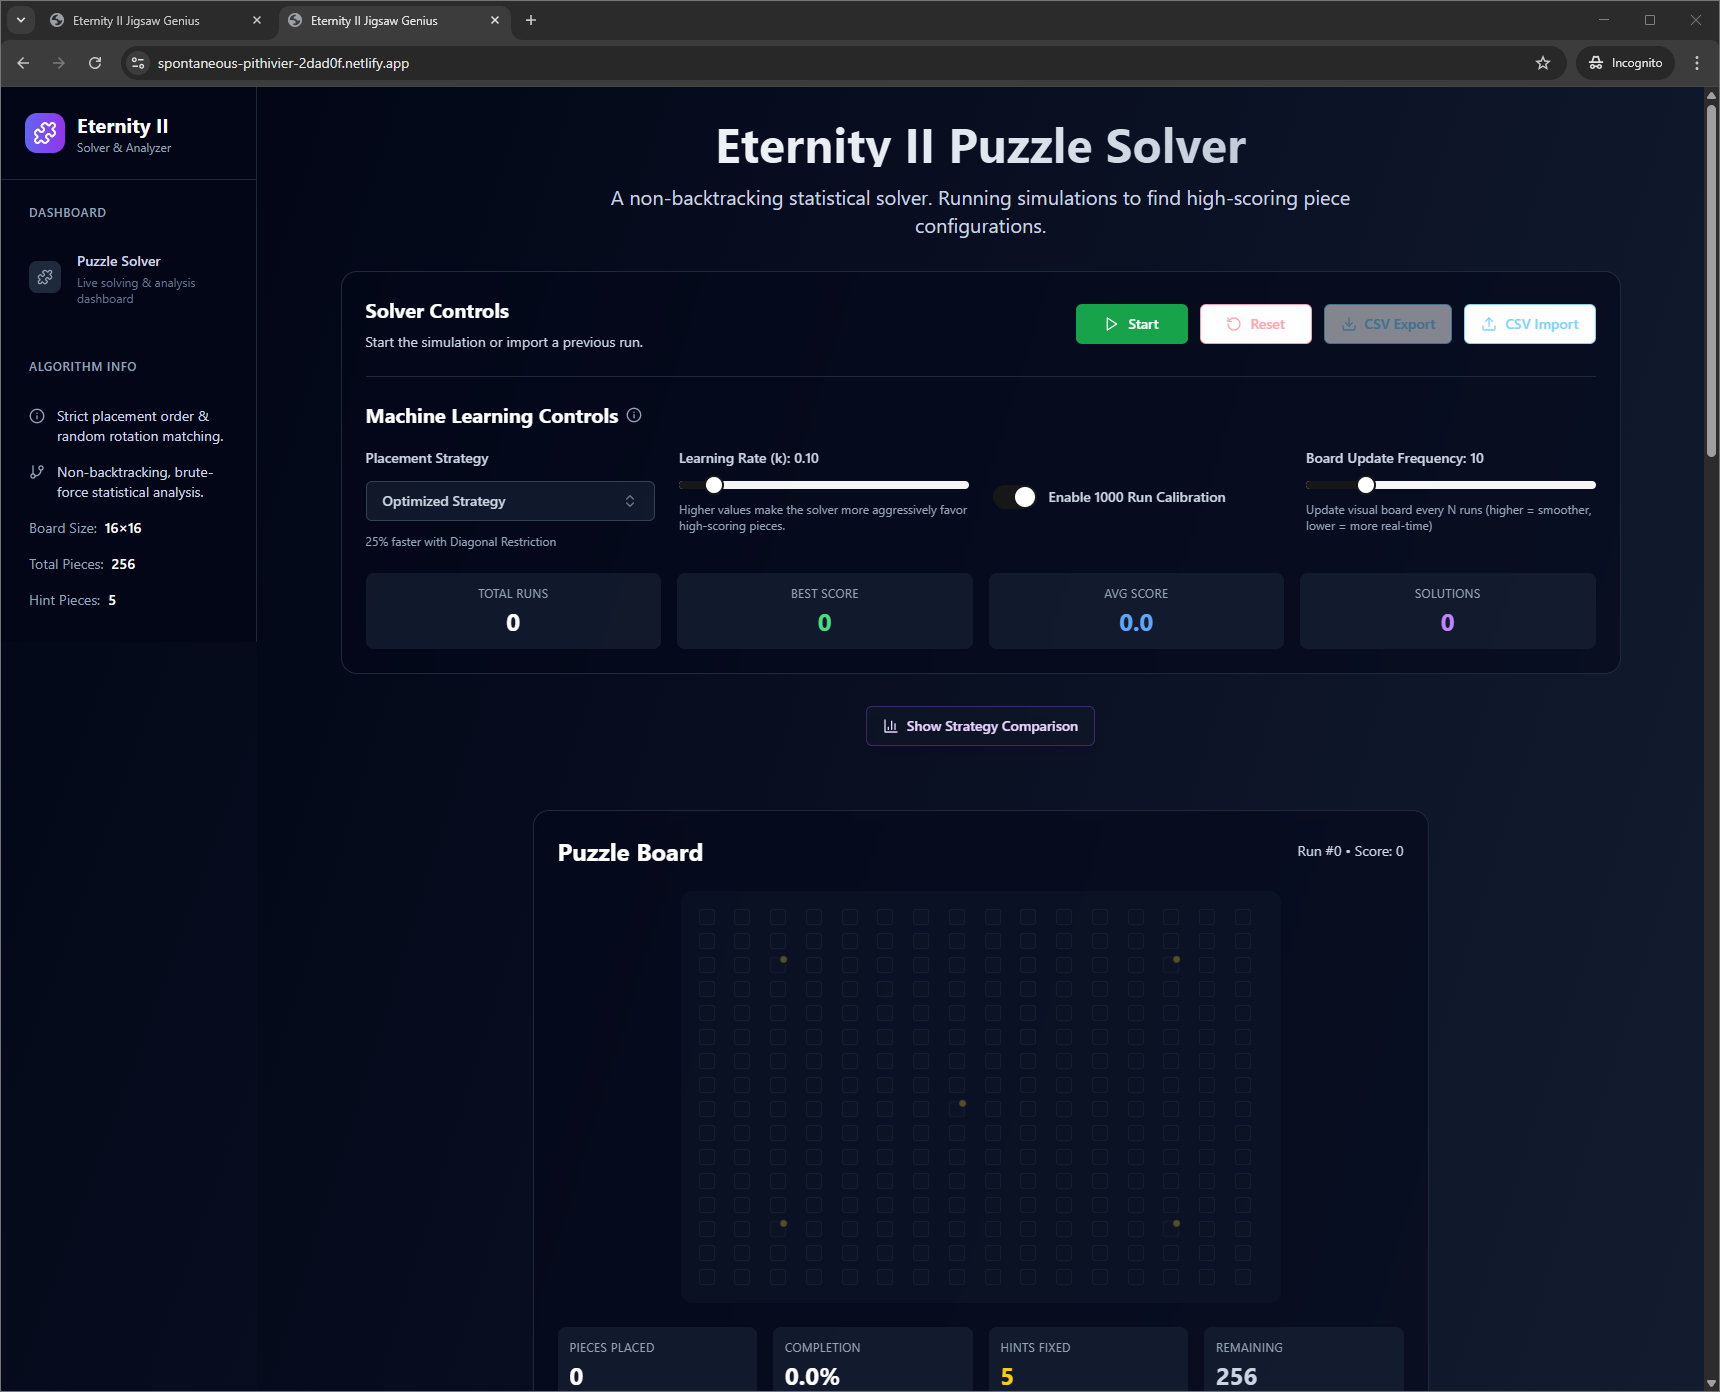 Eternity II Jigsaw Genius
Eternity II Jigsaw Genius
spontaneous-pithivier-2dad0f.netlify.app
Incognito
Eternity II
Solver & Analyzer
DASHBOARD
Puzzle Solver
Live solving & analysis
dashboard
ALGORITHM INFO
Strict placement order &
random rotation matching.
Non-backtracking, brute-
force statistical analysis.
Board Size: 16×16
Total Pieces: 256
Hint Pieces: 5
Eternity II Puzzle Solver
A non-backtracking statistical solver. Running simulations to find high-scoring piece
configurations.
Solver Controls
Start the simulation or import a previous run.
Start
Reset
CSV Export
CSV Import
Machine Learning Controls
Placement Strategy
Optimized Strategy
25% faster with Diagonal Restriction
Learning Rate (k): 0.10
Higher values make the solver more aggressively favor
high-scoring pieces.
Enable 1000 Run Calibration
Board Update Frequency: 10
Update visual board every N runs (higher = smoother,
lower = more real-time)
TOTAL RUNS
0
BEST SCORE
0
AVG SCORE
0.0
SOLUTIONS
0
Show Strategy Comparison
Puzzle Board
Run #0 • Score: 0
PIECES PLACED
0
COMPLETION
0.0%
HINTS FIXED
5
REMAINING
256